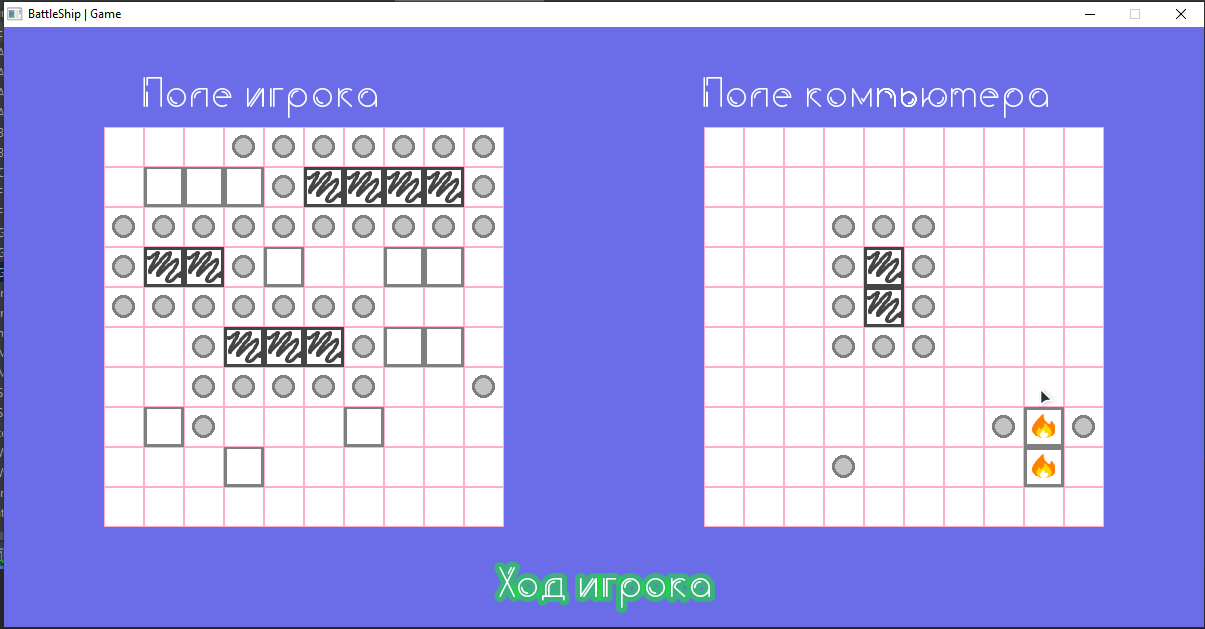 BattleShip | Game
Поле игрока
Поле компьютера
Ход игрока